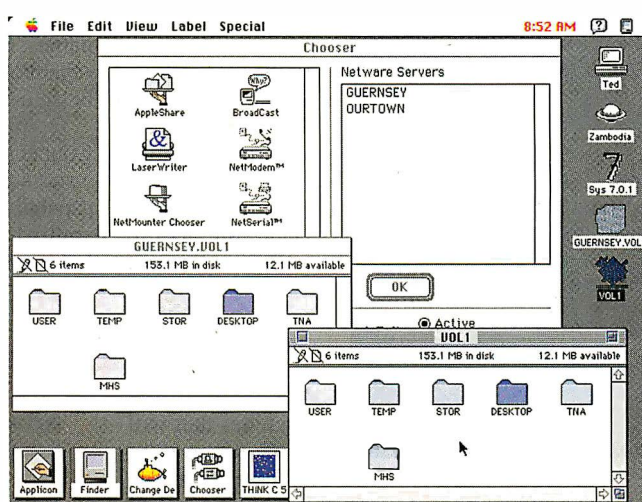 File Edit View Label Special 8:52 AM
Chooser
AppleShare
BroadCast
LaserWriter
NetModem™
NetMounter Chooser
NetSerial™
Netware Servers
GUERNSEY
OURTOWN
OK
Active
Ted
Zambodia
Sys 7.0.1
GUERNSEY.VOL
VOL1
GUERNSEY.VOL1
6 items 153.1 MB in disk 12.1 MB available
USER TEMP STOR DESKTOP TNA
MHS
VOL1
6 items 153.1 MB in disk 12.1 MB available
USER TEMP STOR DESKTOP TNA
MHS
Applicon Finder Change De Chooser THINK C 5